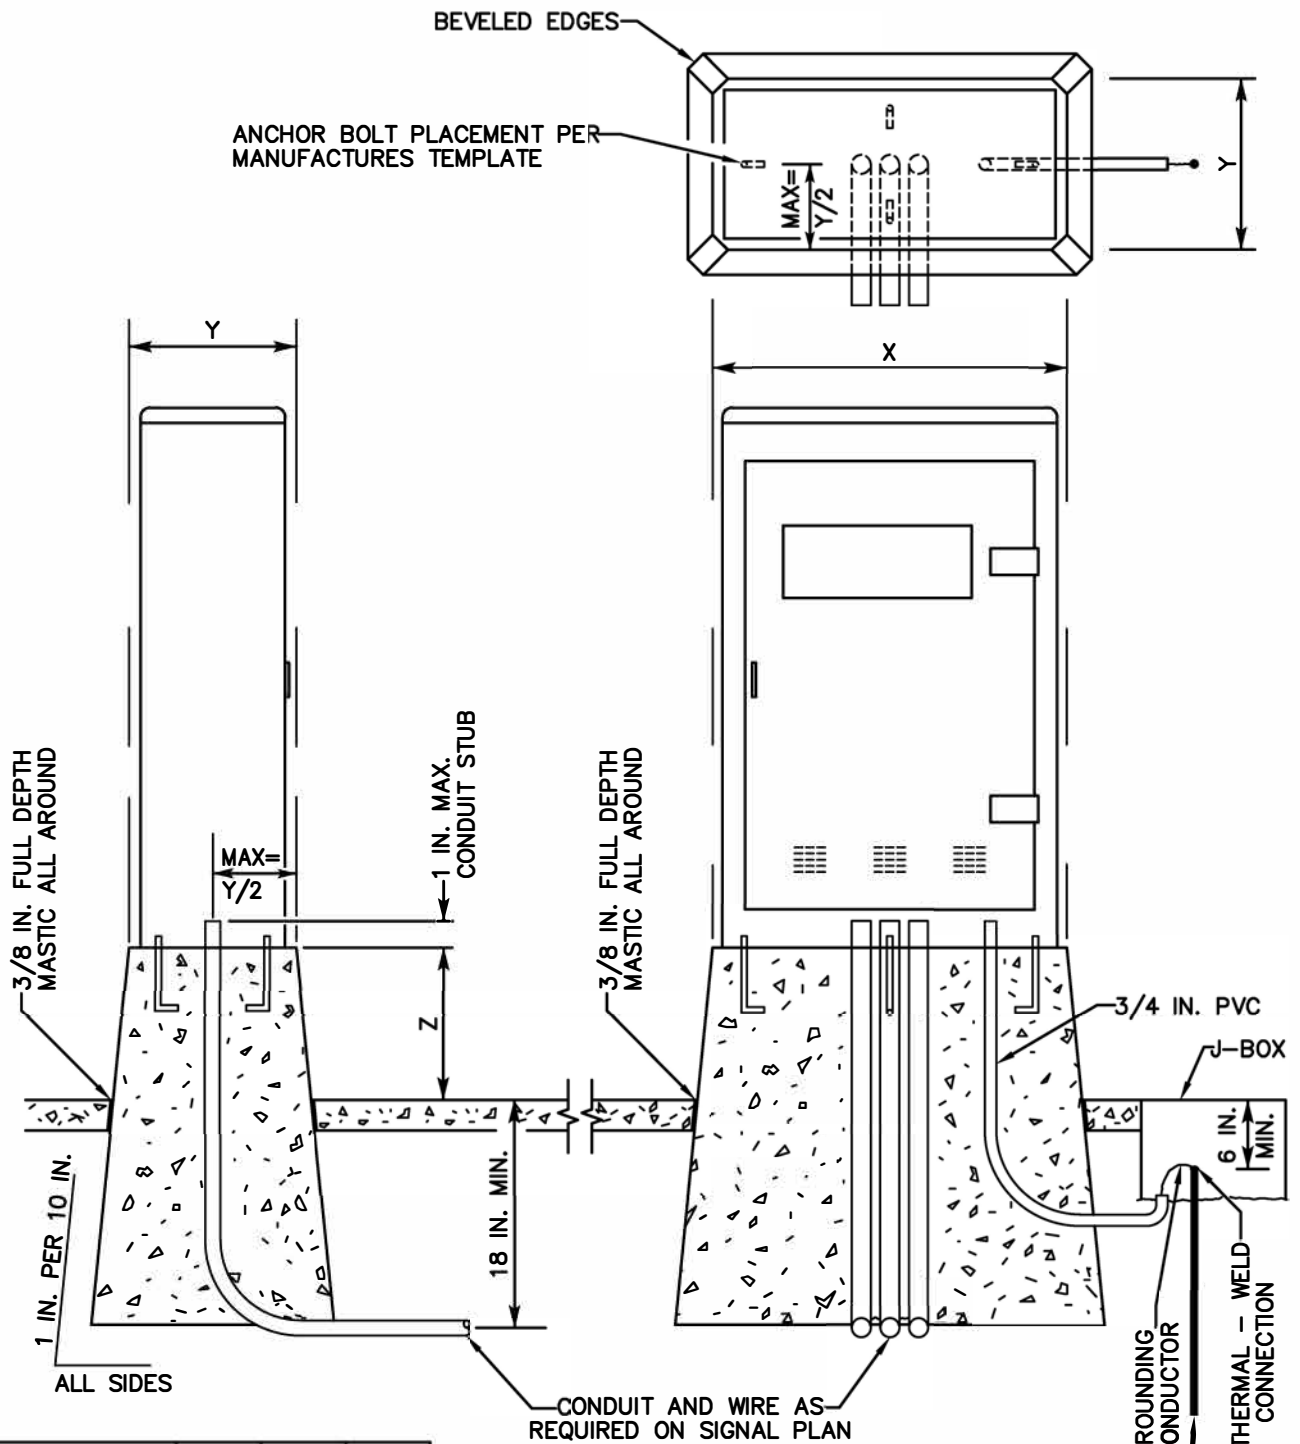 BEVELED EDGES
ANCHOR BOLT PLACEMENT PER
MANUFACTURES TEMPLATE
MAX=
Y/2
Y
Y
X
3/8 IN. FULL DEPTH
MASTIC ALL AROUND
MAX=
Y/2
1 IN. MAX.
CONDUIT STUB
3/8 IN. FULL DEPTH
MASTIC ALL AROUND
Z
3/4 IN. PVC
J-BOX
6 IN.
MIN.
18 IN. MIN.
1 IN. PER 10 IN.
ALL SIDES
CONDUIT AND WIRE AS
REQUIRED ON SIGNAL PLAN
ROUNDING
ONDUCTOR
THERMAL - WELD
CONNECTION